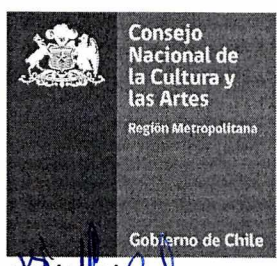 Consejo
Nacional de
la Cultura y
las Artes
Región Metropolitana
Gobierno de Chile